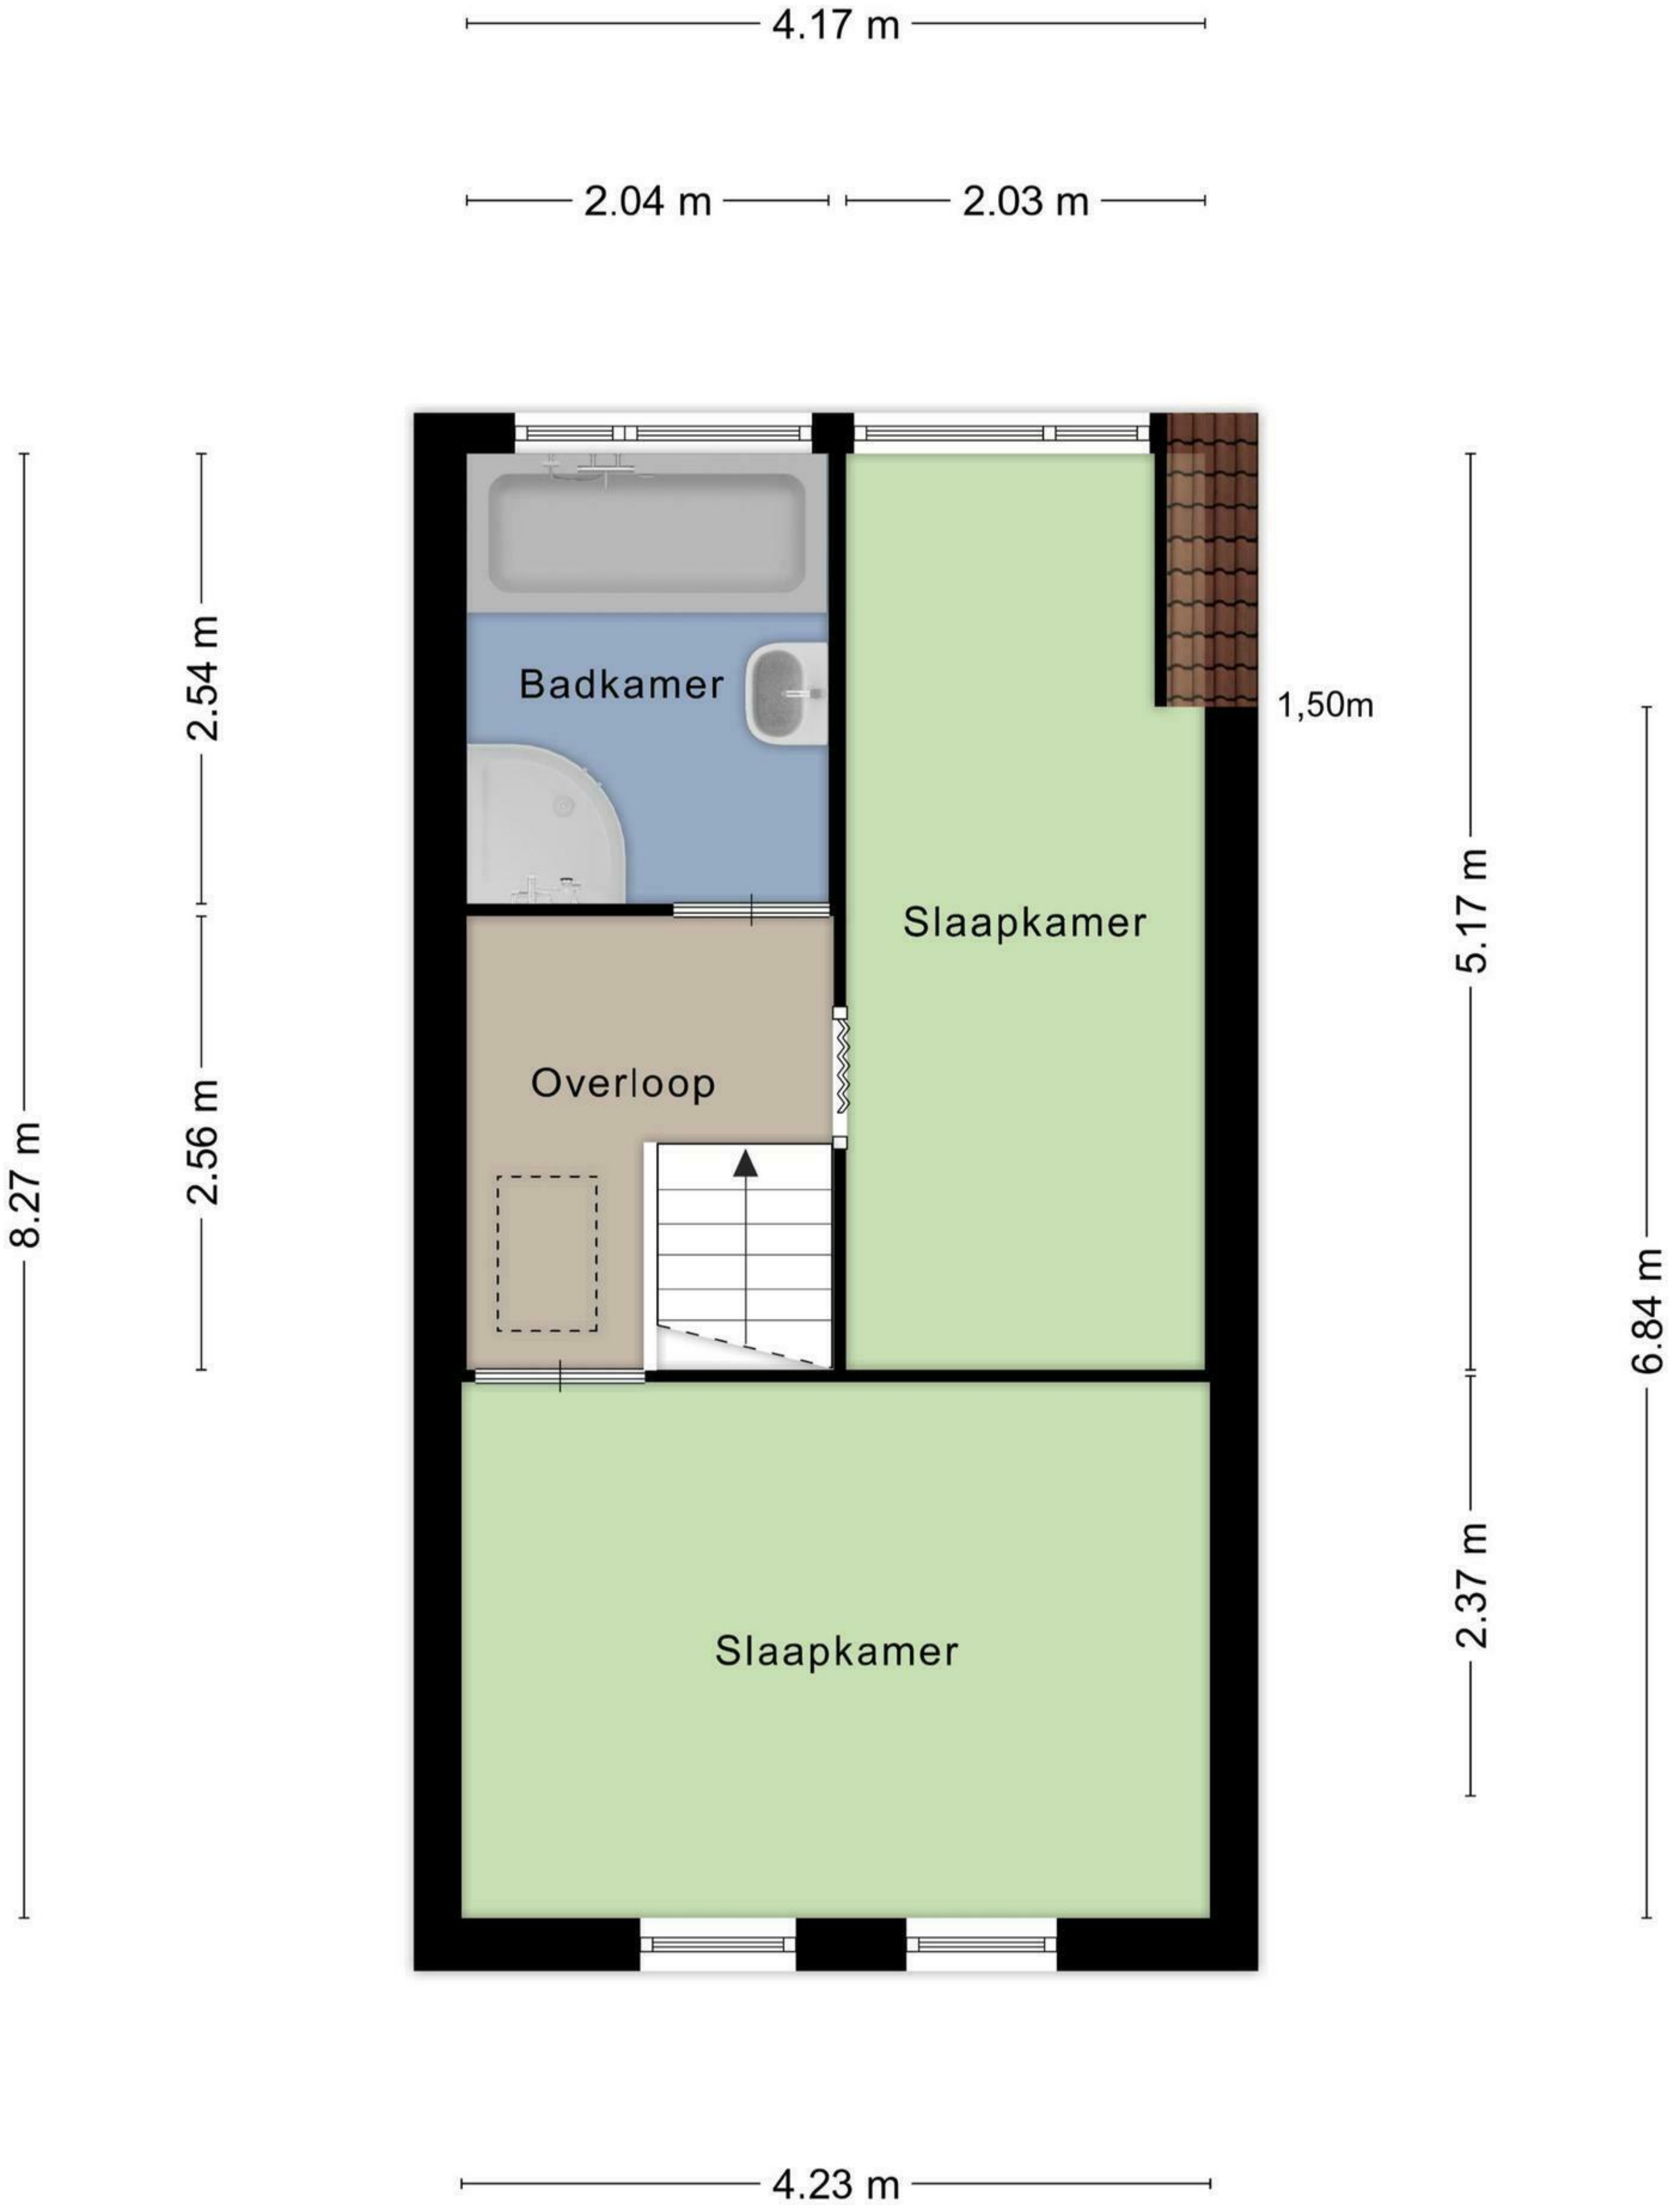 4.17 m
2.04 m
2.03 m
Badkamer
1,50m
2.54 m
Slaapkamer
5.17 m
Overloop
2.56 m
8.27 m
6.84 m
2.37 m
Slaapkamer
4.23 m